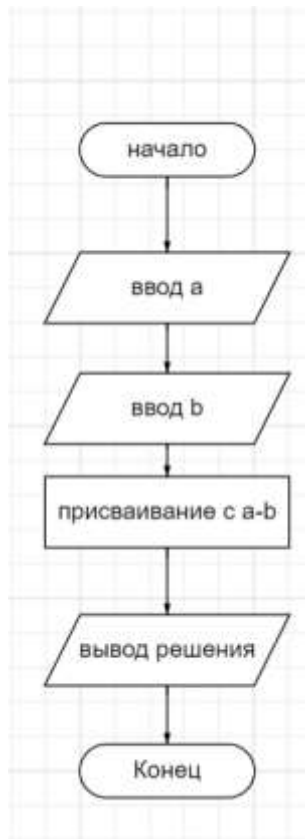 начало
ввод a
ввод b
присваивание с a-b
вывод решения
Конец